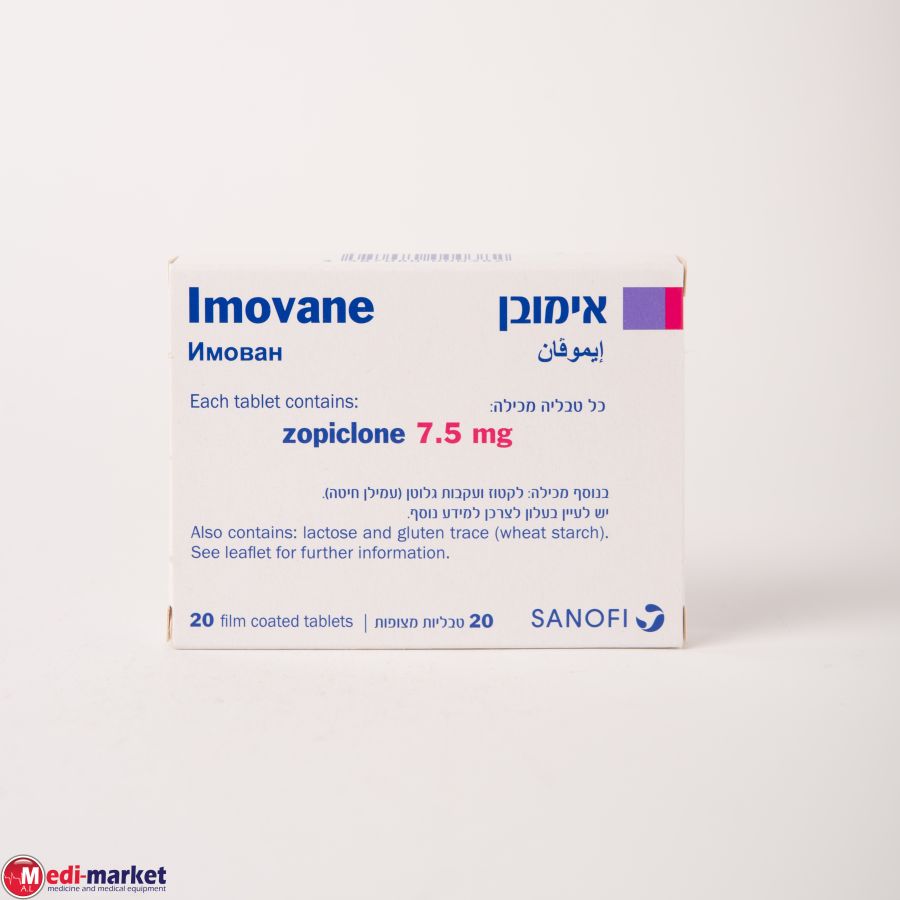 Imovane
אימובן
Имован
إيموڤان
Each tablet contains:
כל טבליה מכילה:
zopiclone 7.5 mg
בנוסף מכילה: לקטוז ועקבות גלוטן (עמילן חיטה).
יש לעיין בעלון לצרכן למידע נוסף.
Also contains: lactose and gluten trace (wheat starch).
See leaflet for further information.
20 film coated tablets | 20 טבליות מצופות
SANOFI
Medi-market
A.L
medicine and medical equipment